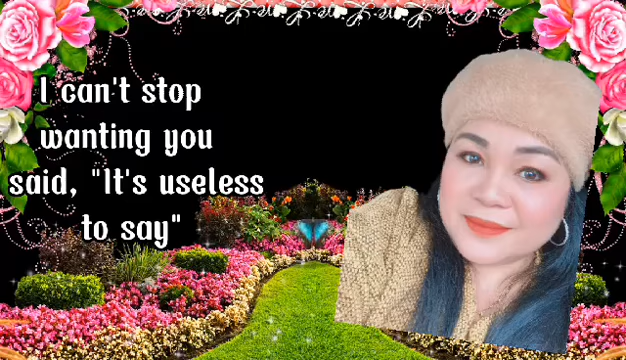 I can't stop
wanting you
said, "It's useless
to say"